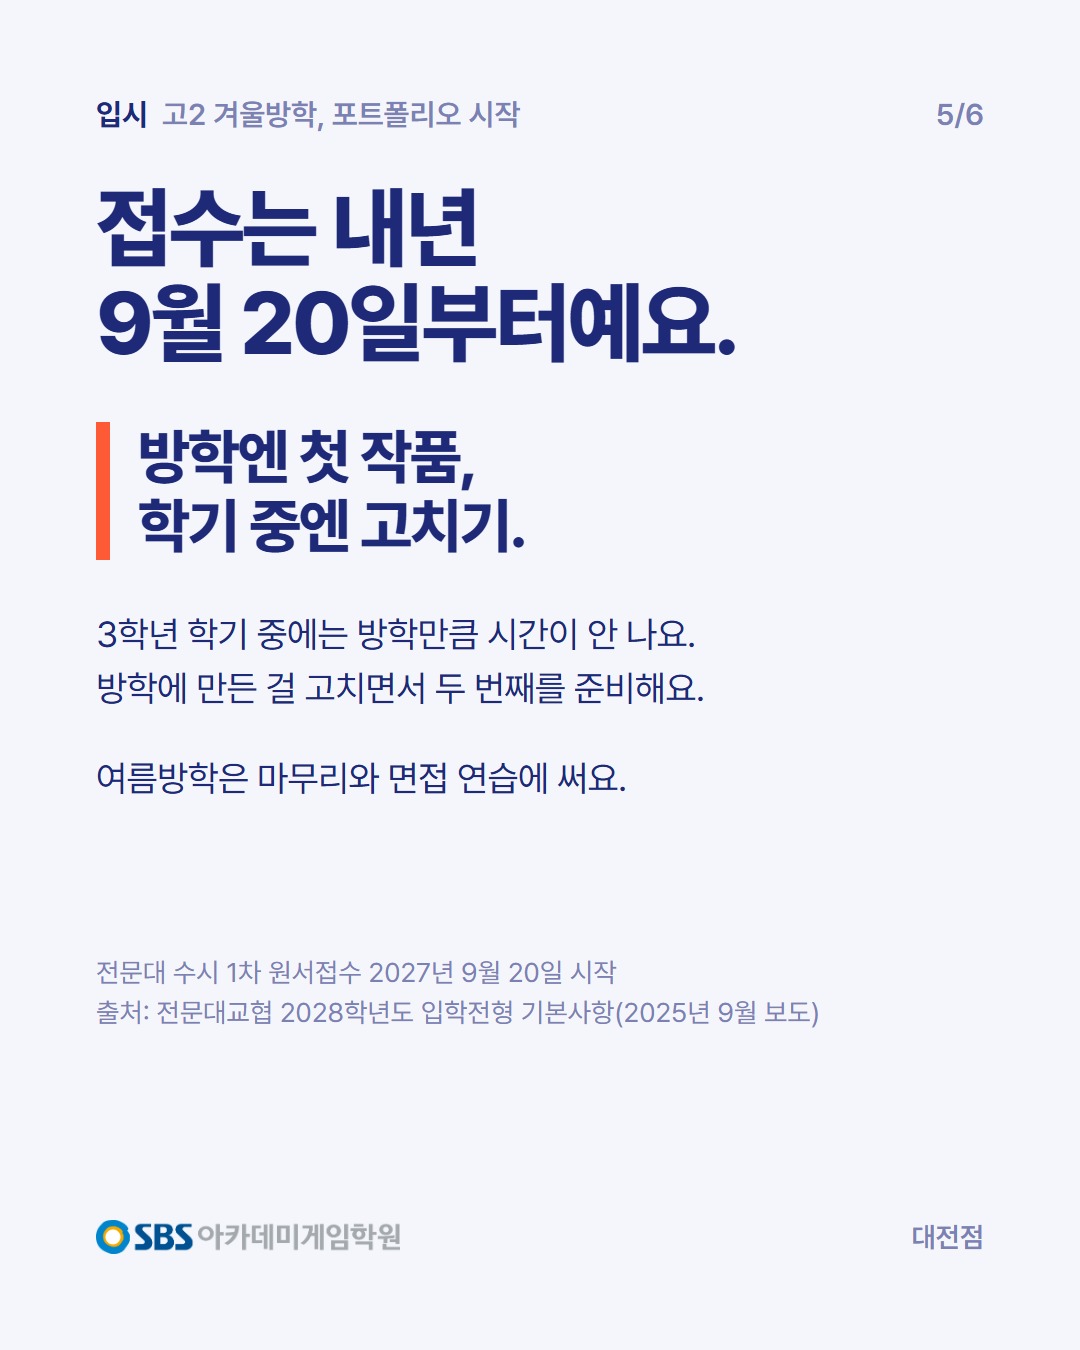 입시 고2 겨울방학, 포트폴리오 시작 5/6
접수는 내년
9월 20일부터예요.
방학엔 첫 작품,
학기 중엔 고치기.
3학년 학기 중에는 방학만큼 시간이 안 나요.
방학에 만든 걸 고치면서 두 번째를 준비해요.
여름방학은 마무리와 면접 연습에 써요.
전문대 수시 1차 원서접수 2027년 9월 20일 시작
출처: 전문대교협 2028학년도 입학전형 기본사항(2025년 9월 보도)
SBS 아카데미게임학원 대전점